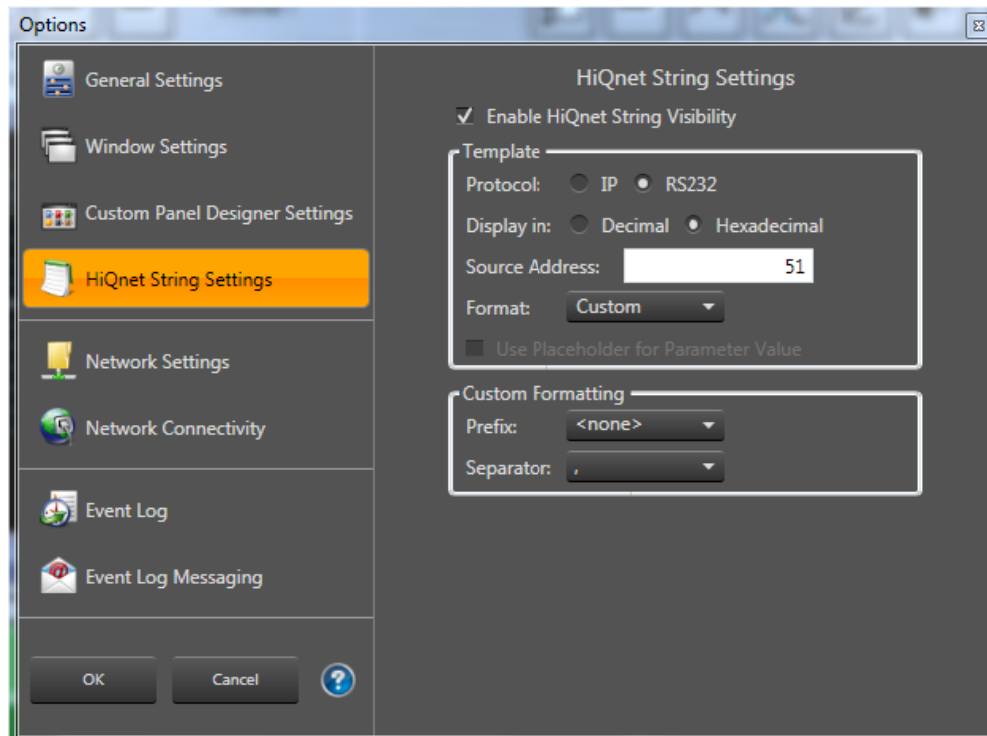 Options
General Settings
Window Settings
Custom Panel Designer Settings
HiQnet String Settings
Network Settings
Network Connectivity
Event Log
Event Log Messaging
OK Cancel ?
HiQnet String Settings
Enable HiQnet String Visibility
Template
Protocol: IP RS232
Display in: Decimal Hexadecimal
Source Address: 51
Format: Custom
Use Placeholder for Parameter Value
Custom Formatting
Prefix: <none>
Separator: ,